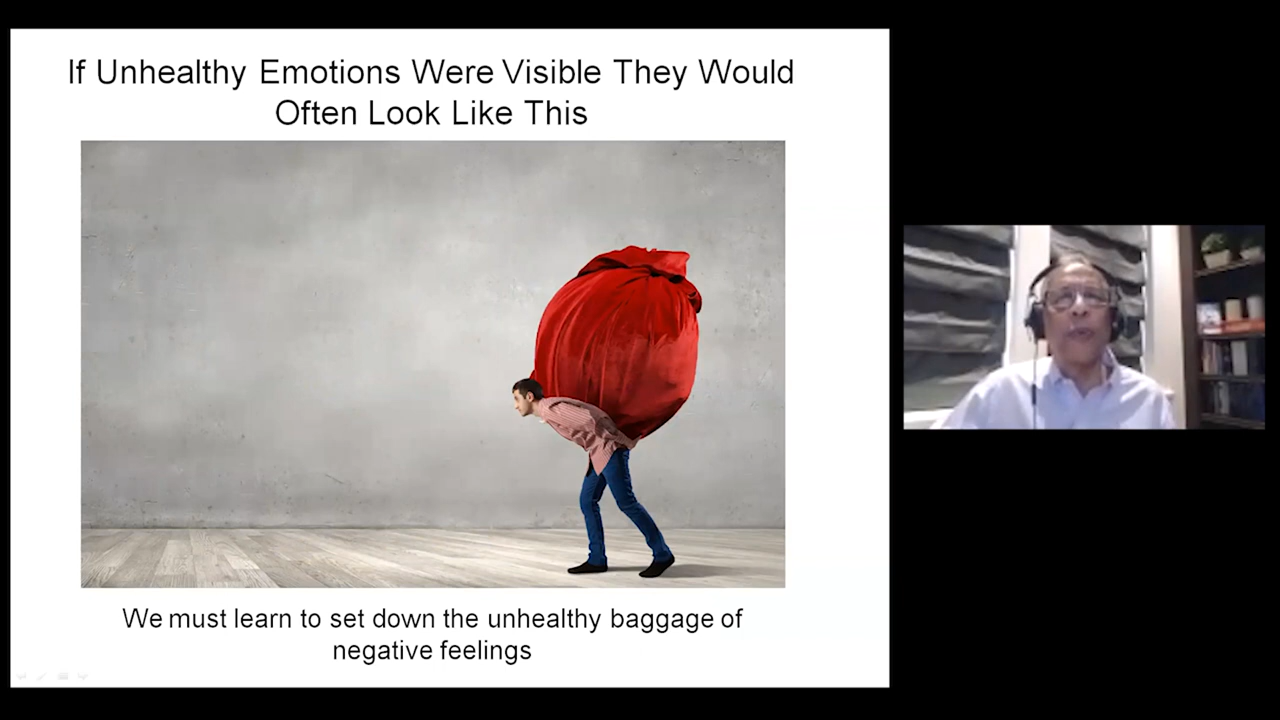 If Unhealthy Emotions Were Visible They Would
Often Look Like This
We must learn to set down the unhealthy baggage of
negative feelings